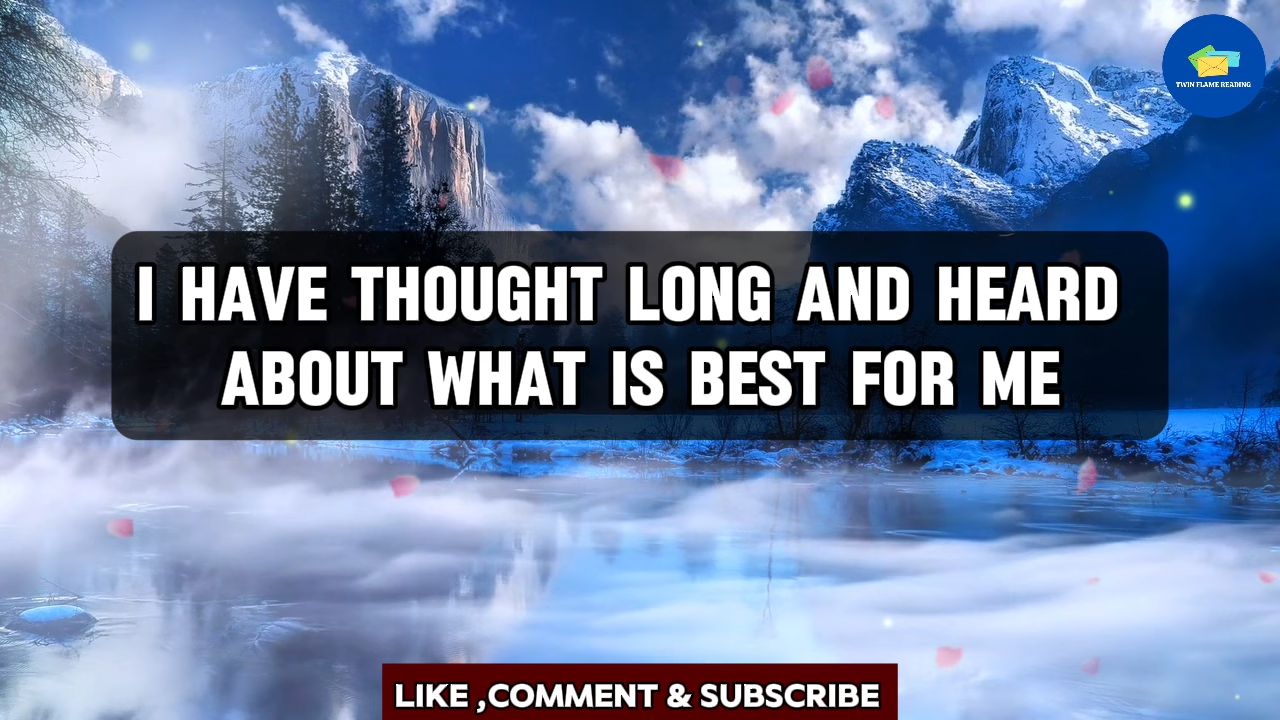 TWIN FLAME READING
I HAVE THOUGHT LONG AND HEARD
ABOUT WHAT IS BEST FOR ME
LIKE ,COMMENT & SUBSCRIBE